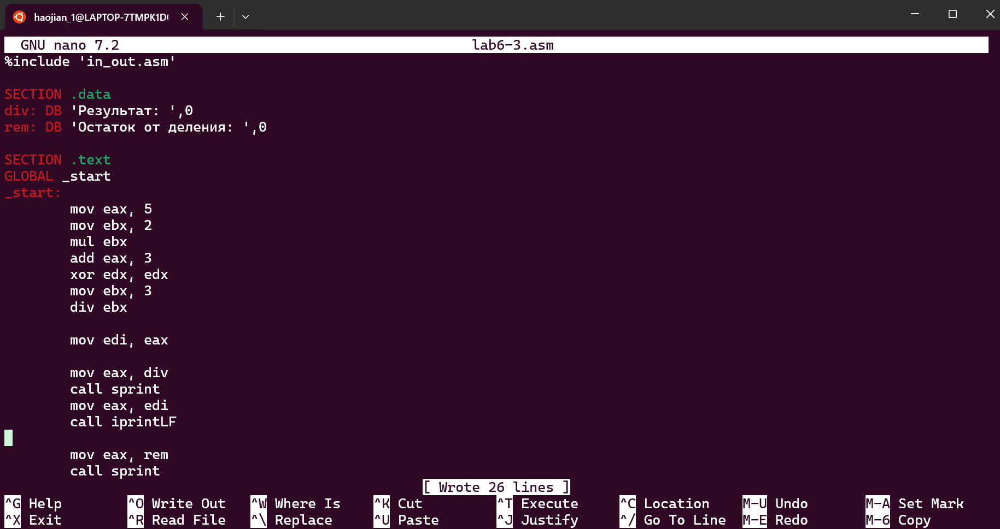 haojian_1@LAPTOP-7TMPK1D
GNU nano 7.2 lab6-3.asm
%include 'in_out.asm'
SECTION .data
div: DB 'Результат: ',0
rem: DB 'Остаток от деления: ',0
SECTION .text
GLOBAL _start
_start:
mov eax, 5
mov ebx, 2
mul ebx
add eax, 3
xor edx, edx
mov ebx, 3
div ebx
mov edi, eax
mov eax, div
call sprint
mov eax, edi
call iprintLF
mov eax, rem
call sprint
[ Wrote 26 lines ]
^G Help ^O Write Out ^W Where Is ^K Cut ^T Execute ^C Location M-U Undo M-A Set Mark
^X Exit ^R Read File ^\ Replace ^U Paste ^J Justify ^/ Go To Line M-E Redo M-6 Copy